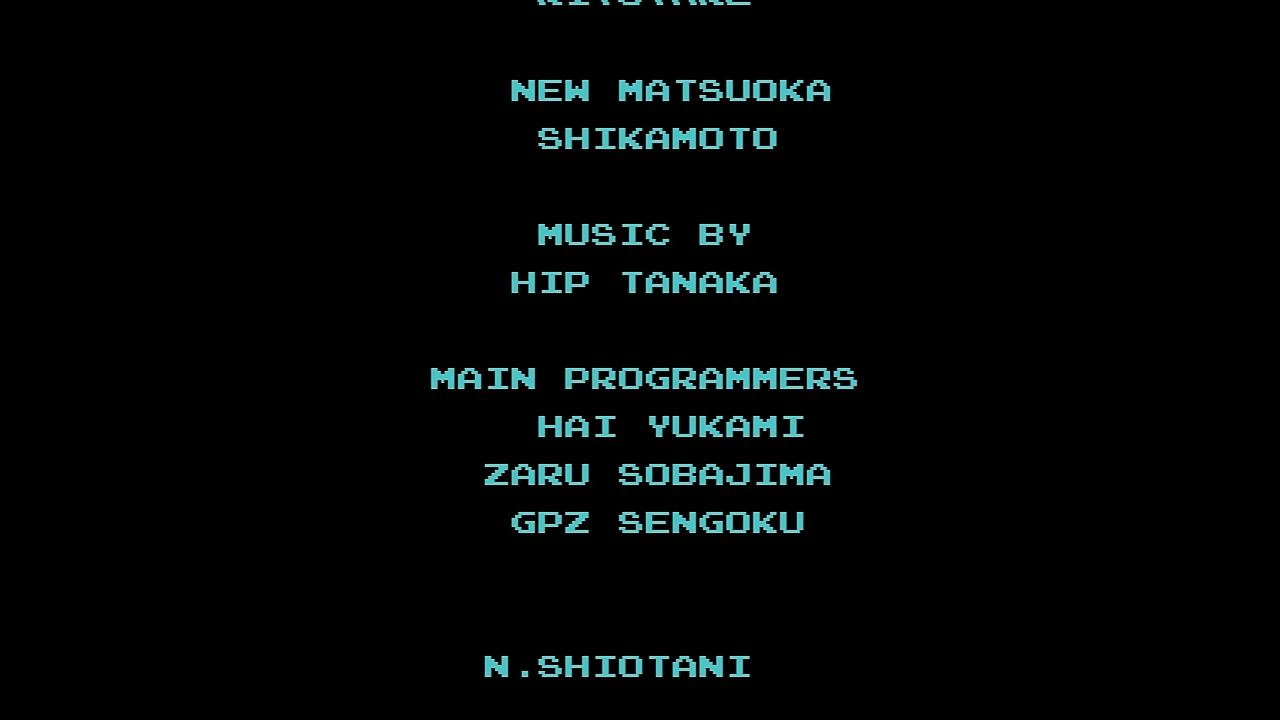 NEW MATSUOKA
SHIKAMOTO
MUSIC BY
HIP TANAKA
MAIN PROGRAMMERS
HAI YUKAMI
ZARU SOBAJIMA
GPZ SENGOKU
N.SHIOTANI